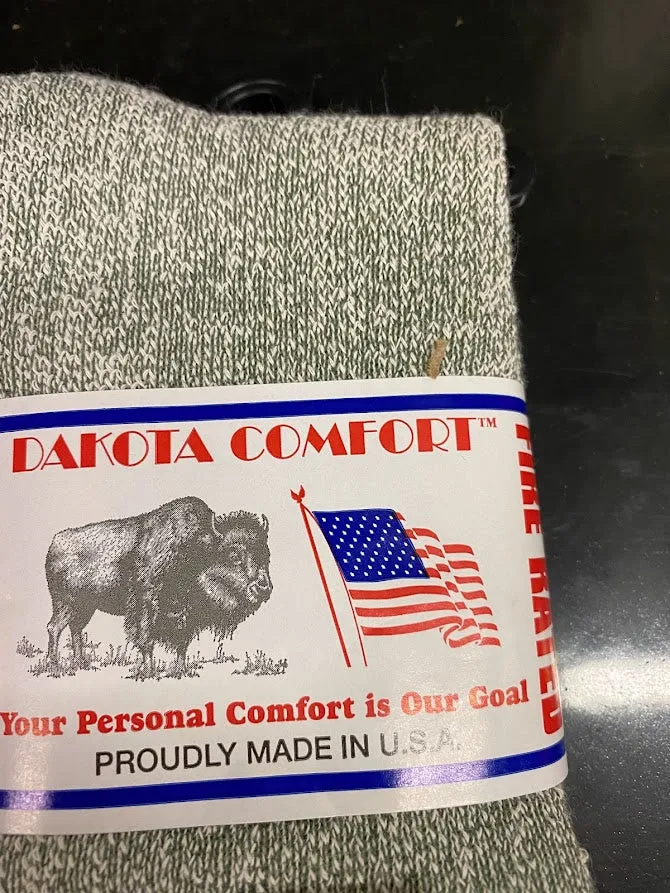 DAKOTA COMFORT™
Your Personal Comfort is Our Goal
PROUDLY MADE IN U.S.A.
FIRE RATED